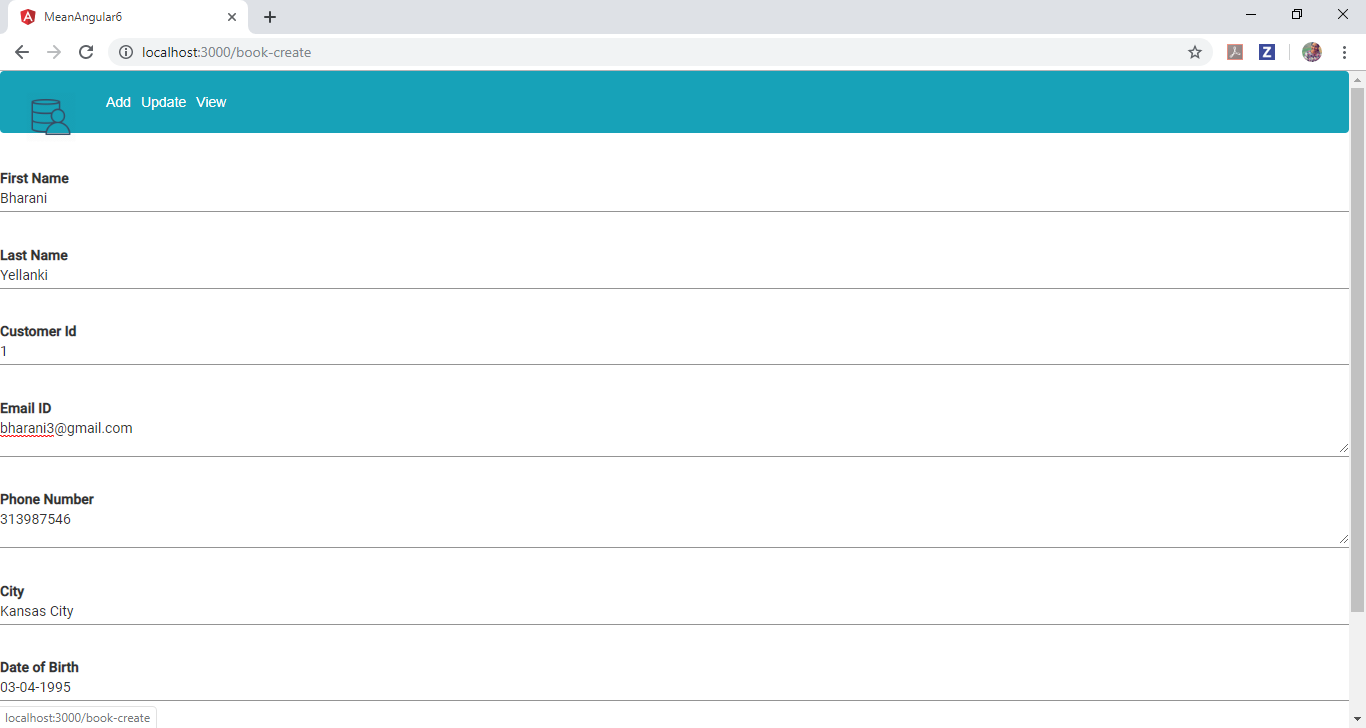 MeanAngular6
localhost:3000/book-create
Add Update View
First Name
Bharani
Last Name
Yellanki
Customer Id
1
Email ID
bharani3@gmail.com
Phone Number
313987546
City
Kansas City
Date of Birth
03-04-1995
localhost:3000/book-create